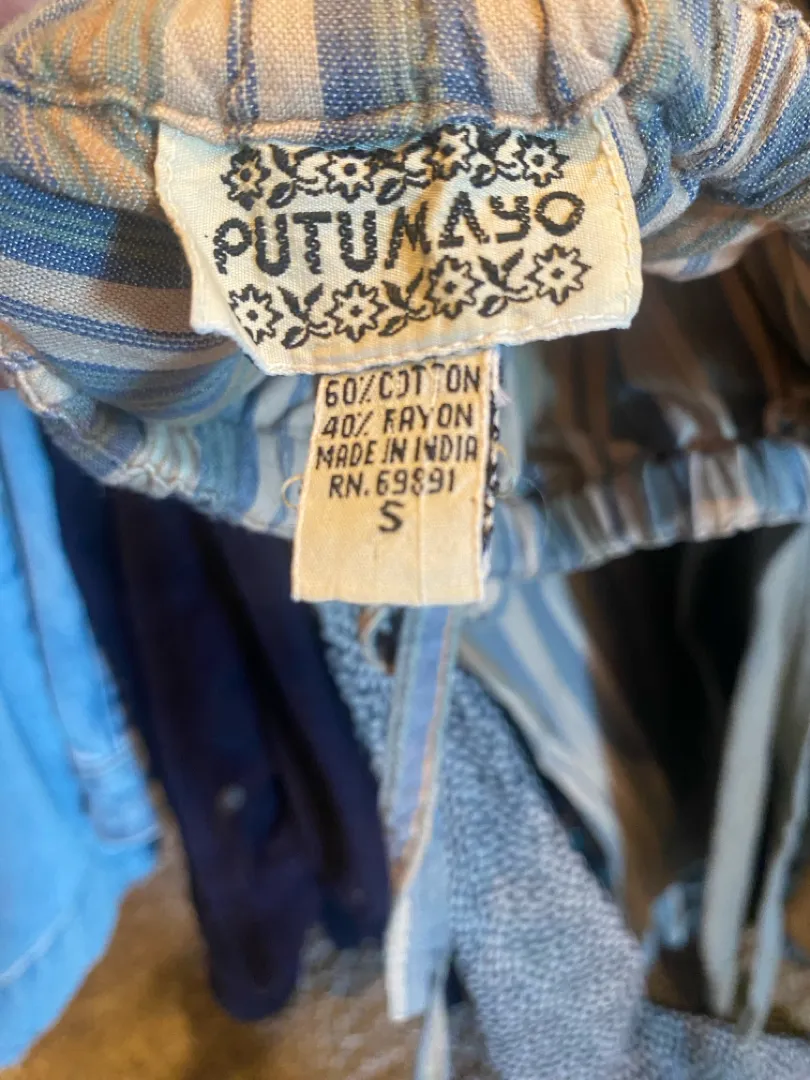 PUTUMAYO
60% COTTON
40% RAYON
MADE IN INDIA
RN. 69891
S